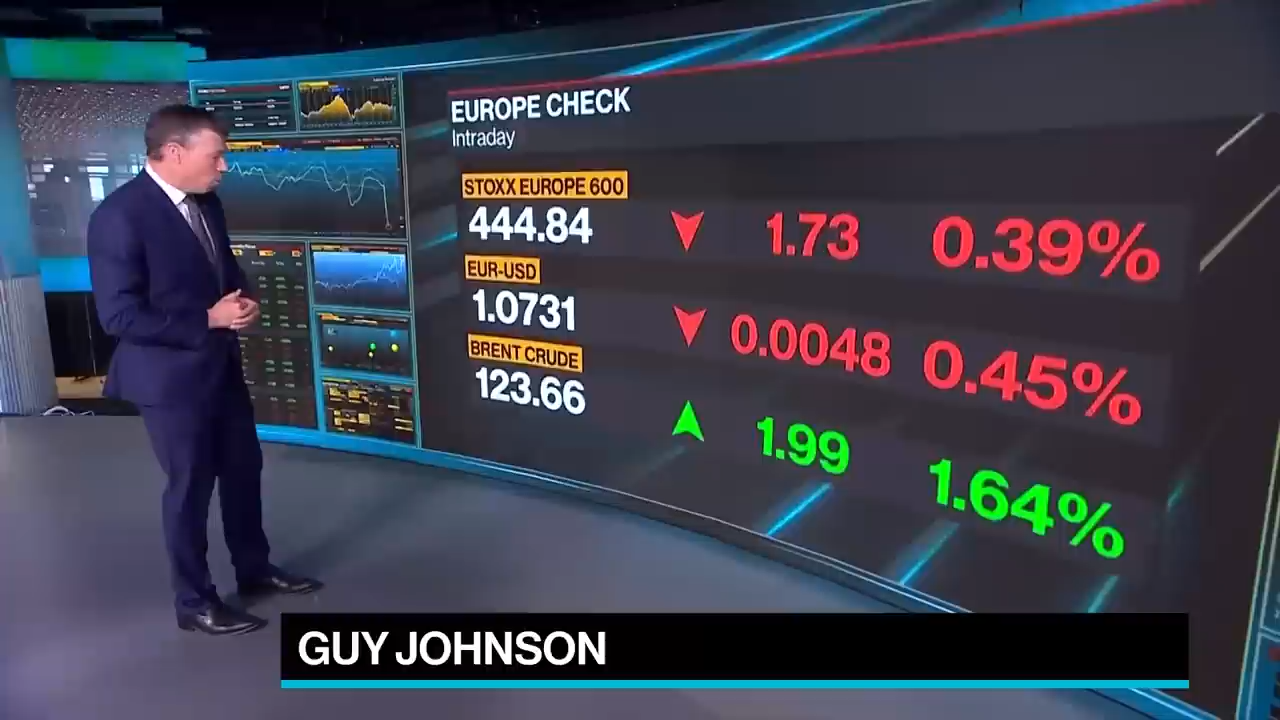 EUROPE CHECK
Intraday
STOXX EUROPE 600
444.84 1.73 0.39%
EUR-USD
1.0731 0.0048 0.45%
BRENT CRUDE
123.66 1.99 1.64%
GUY JOHNSON